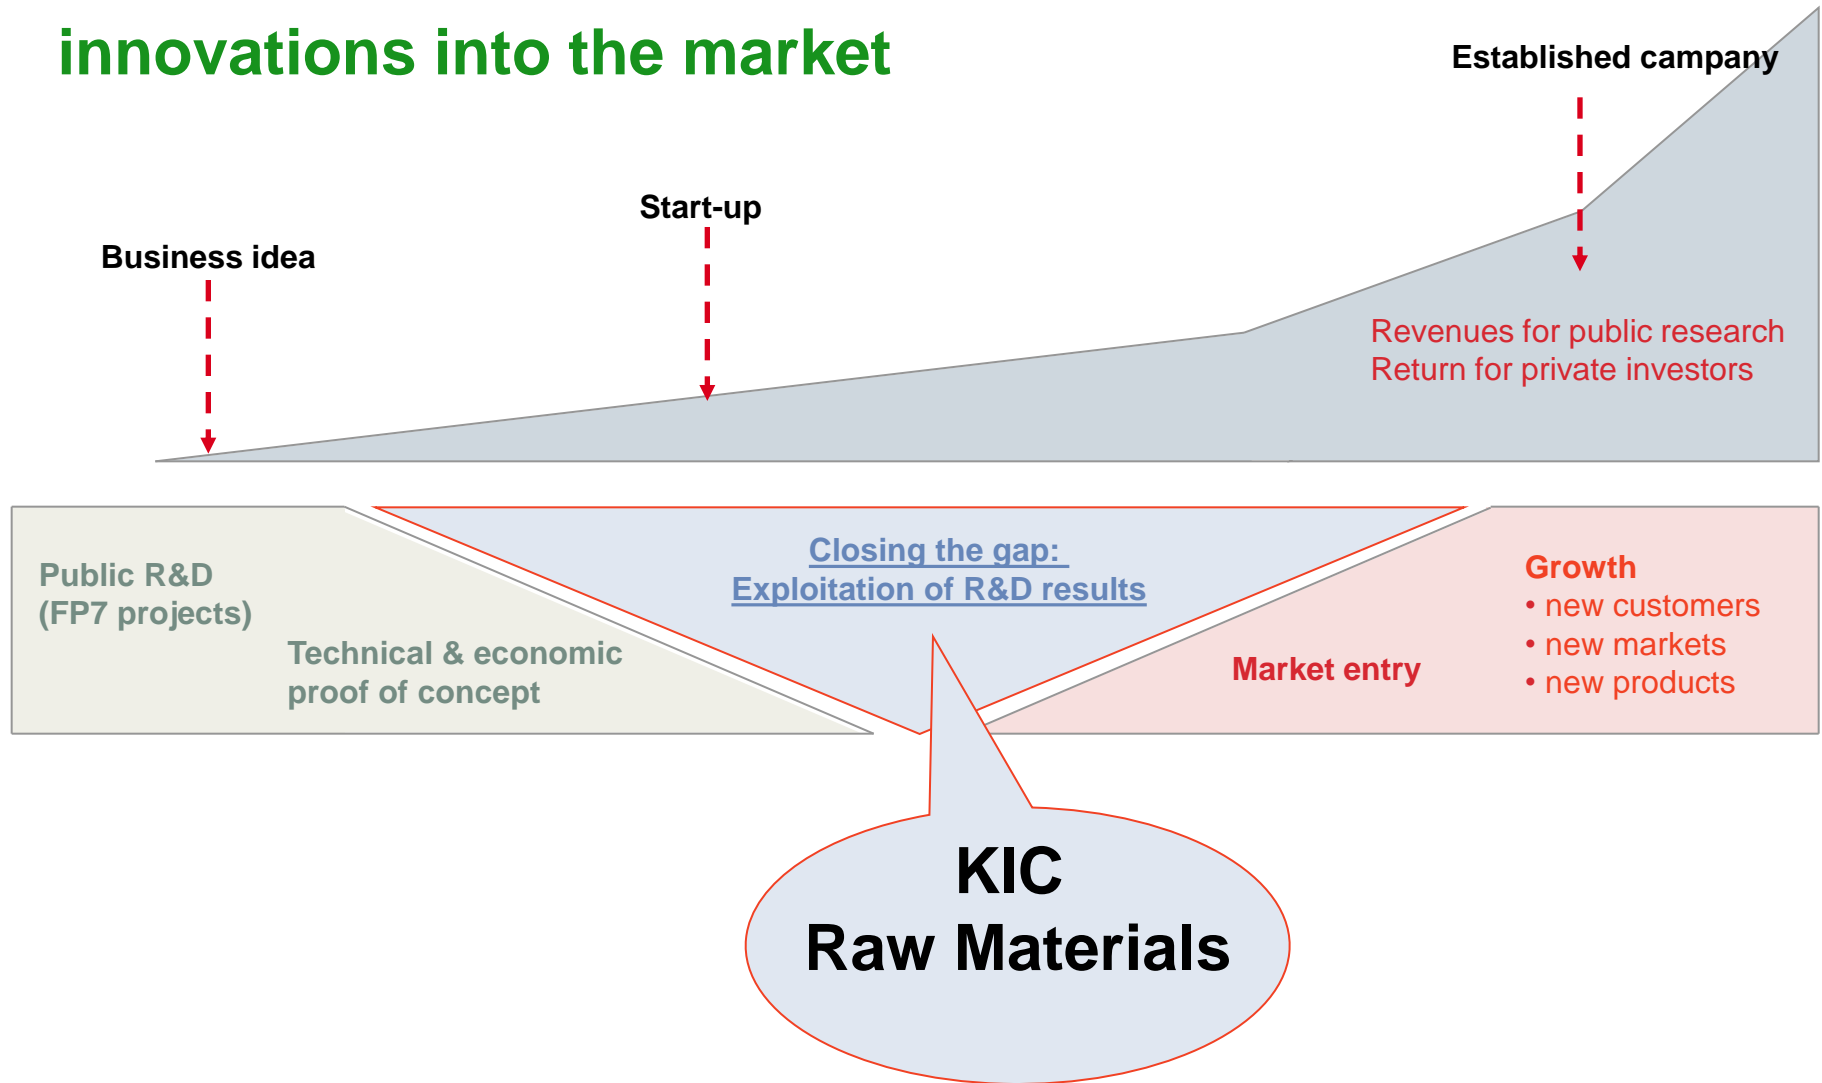 innovations into the market
Established campany
Start-up
Business idea
Revenues for public research
Return for private investors
Closing the gap:
Exploitation of R&D results
Public R&D
(FP7 projects)
Technical & economic
proof of concept
Market entry
Growth
• new customers
• new markets
• new products
KIC
Raw Materials